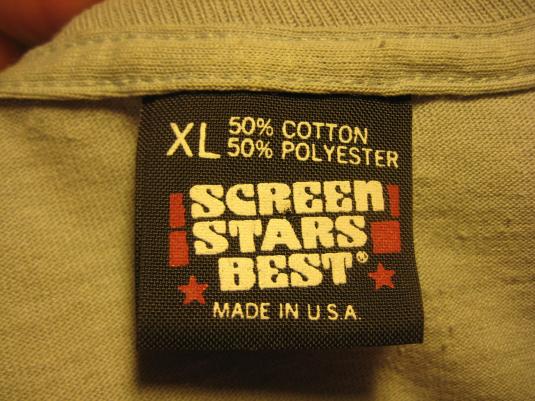 XL 50% COTTON
50% POLYESTER
SCREEN
STARS
BEST®
MADE IN U.S.A.